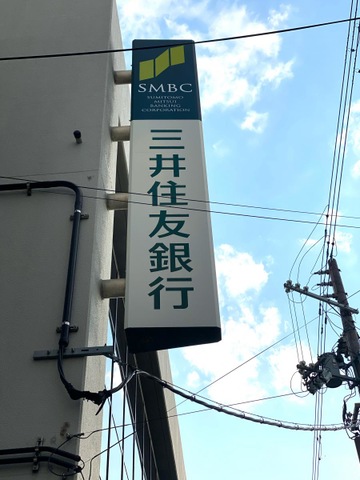 SMBC
SUMITOMO
MITSUI
BANKING
CORPORATION
三井住友銀行